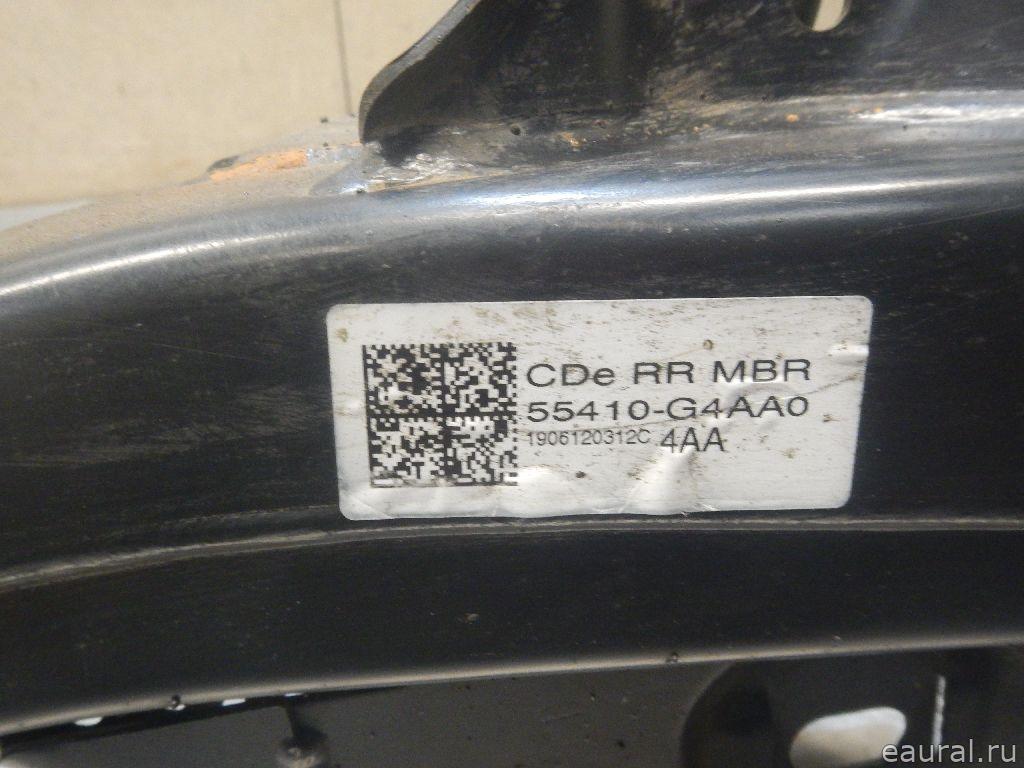 CDe RR MBR
55410-G4AA0
1906120312C 4AA
eaural.ru